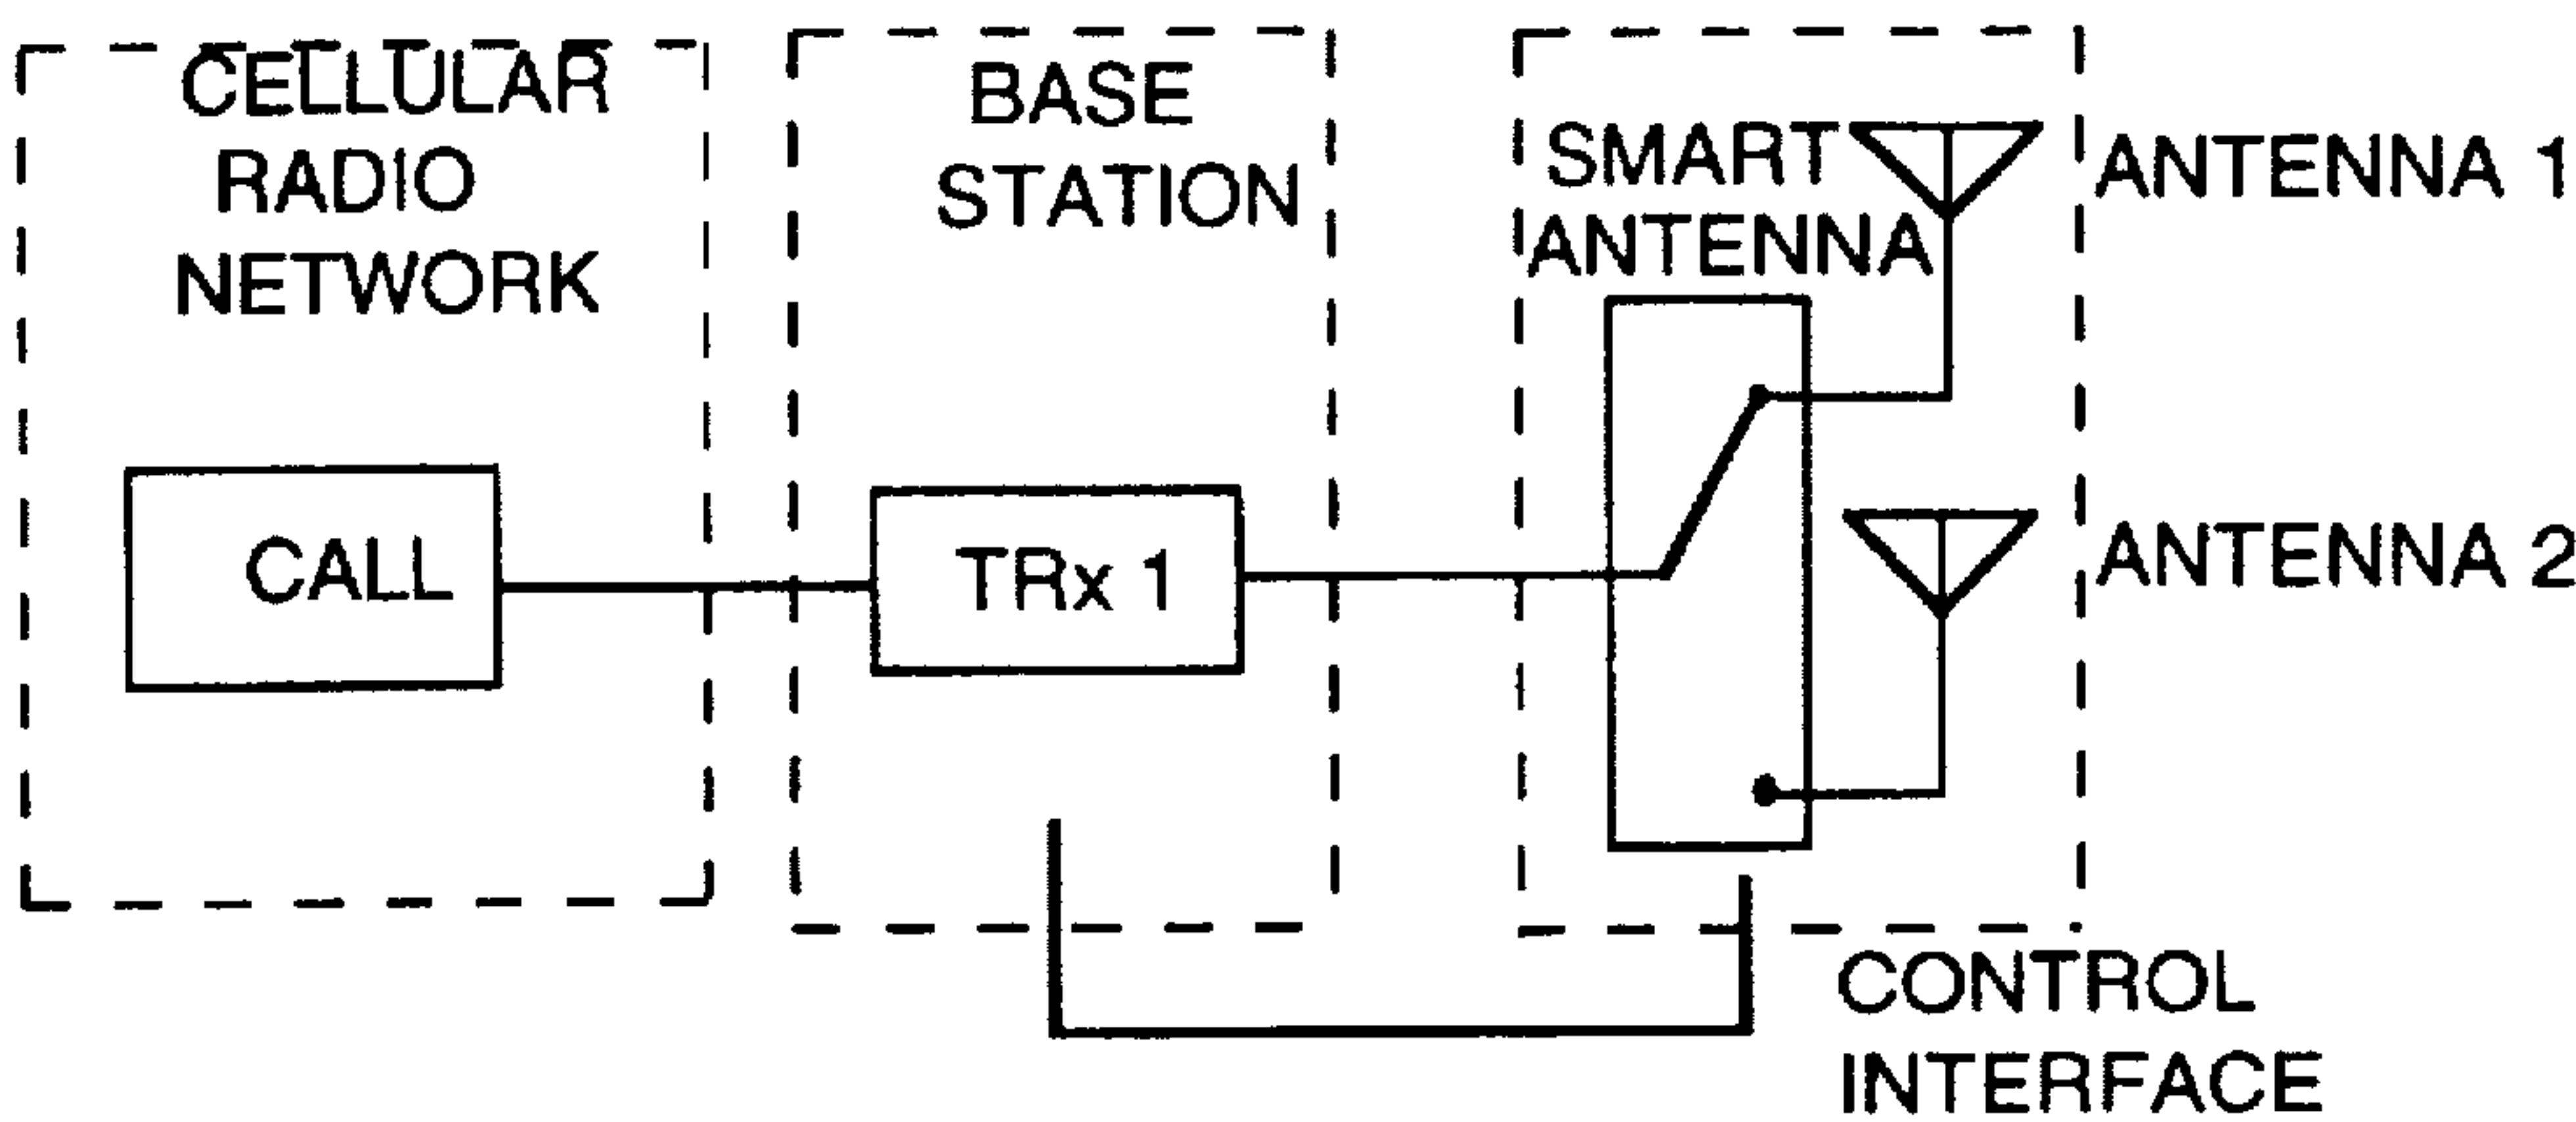 CELLULAR
RADIO
NETWORK
CALL
BASE
STATION
TRx 1
SMART
ANTENNA
ANTENNA 1
ANTENNA 2
CONTROL
INTERFACE